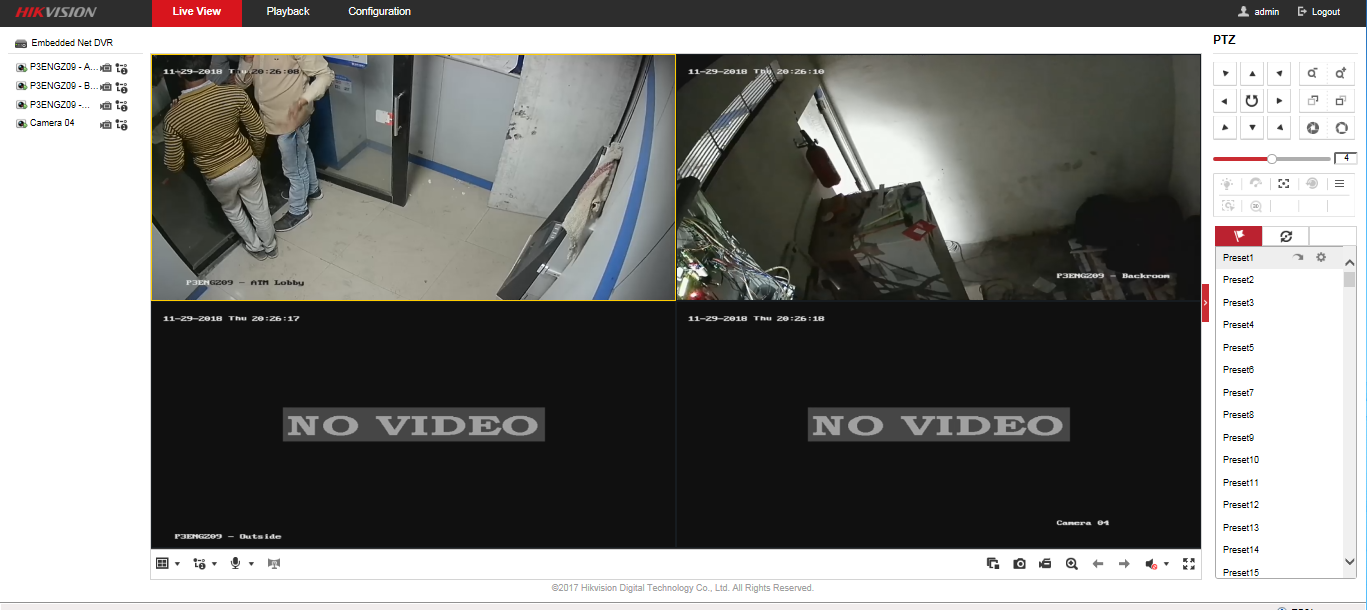 HIKVISION
Live View
Playback
Configuration
admin
Logout
Embedded Net DVR
P3ENGZ09 - A...
P3ENGZ09 - B...
P3ENGZ09 -...
Camera 04
11-29-2018 Thu 20:26:08
P3ENGZ09 - ATM Lobby
11-29-2018 Thu 20:26:10
P3ENGZ09 - Backroom
11-29-2018 Thu 20:26:17
NO VIDEO
P3ENGZ09 - Outside
11-29-2018 Thu 20:26:18
NO VIDEO
Camera 04
©2017 Hikvision Digital Technology Co., Ltd. All Rights Reserved.
PTZ
4
Preset1
Preset2
Preset3
Preset4
Preset5
Preset6
Preset7
Preset8
Preset9
Preset10
Preset11
Preset12
Preset13
Preset14
Preset15